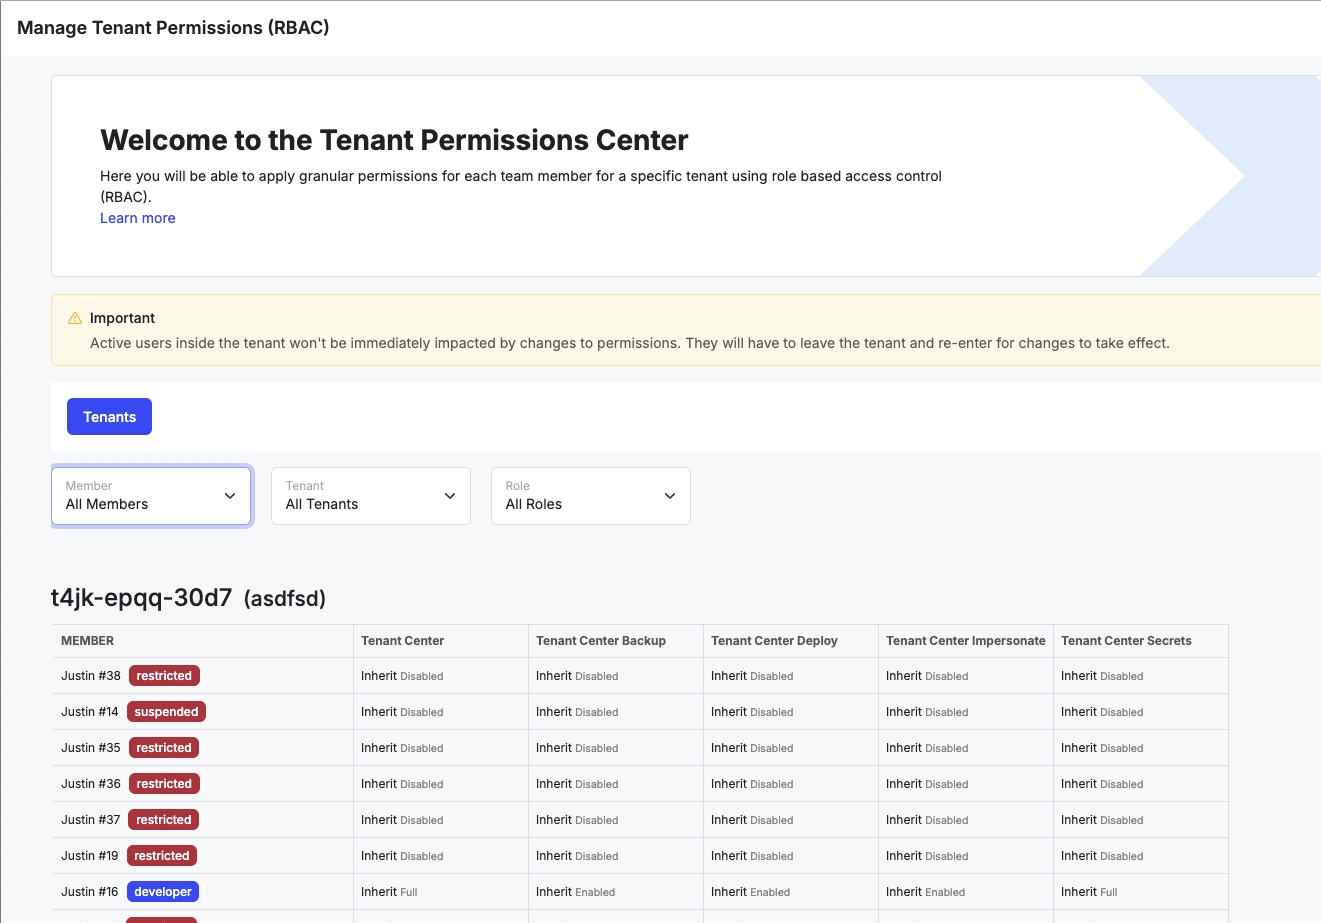 Manage Tenant Permissions (RBAC)
Welcome to the Tenant Permissions Center
Here you will be able to apply granular permissions for each team member for a specific tenant using role based access control
(RBAC).
Learn more
Important
Active users inside the tenant won't be immediately impacted by changes to permissions. They will have to leave the tenant and re-enter for changes to take effect.
Tenants
Member Tenant Role
All Members All Tenants All Roles
t4jk-epqq-30d7 (asdfsd)
MEMBER Tenant Center Tenant Center Backup Tenant Center Deploy Tenant Center Impersonate Tenant Center Secrets
Justin #38 restricted Inherit Disabled Inherit Disabled Inherit Disabled Inherit Disabled Inherit Disabled
Justin #14 suspended Inherit Disabled Inherit Disabled Inherit Disabled Inherit Disabled Inherit Disabled
Justin #35 restricted Inherit Disabled Inherit Disabled Inherit Disabled Inherit Disabled Inherit Disabled
Justin #36 restricted Inherit Disabled Inherit Disabled Inherit Disabled Inherit Disabled Inherit Disabled
Justin #37 restricted Inherit Disabled Inherit Disabled Inherit Disabled Inherit Disabled Inherit Disabled
Justin #19 restricted Inherit Disabled Inherit Disabled Inherit Disabled Inherit Disabled Inherit Disabled
Justin #16 developer Inherit Full Inherit Enabled Inherit Enabled Inherit Enabled Inherit Full